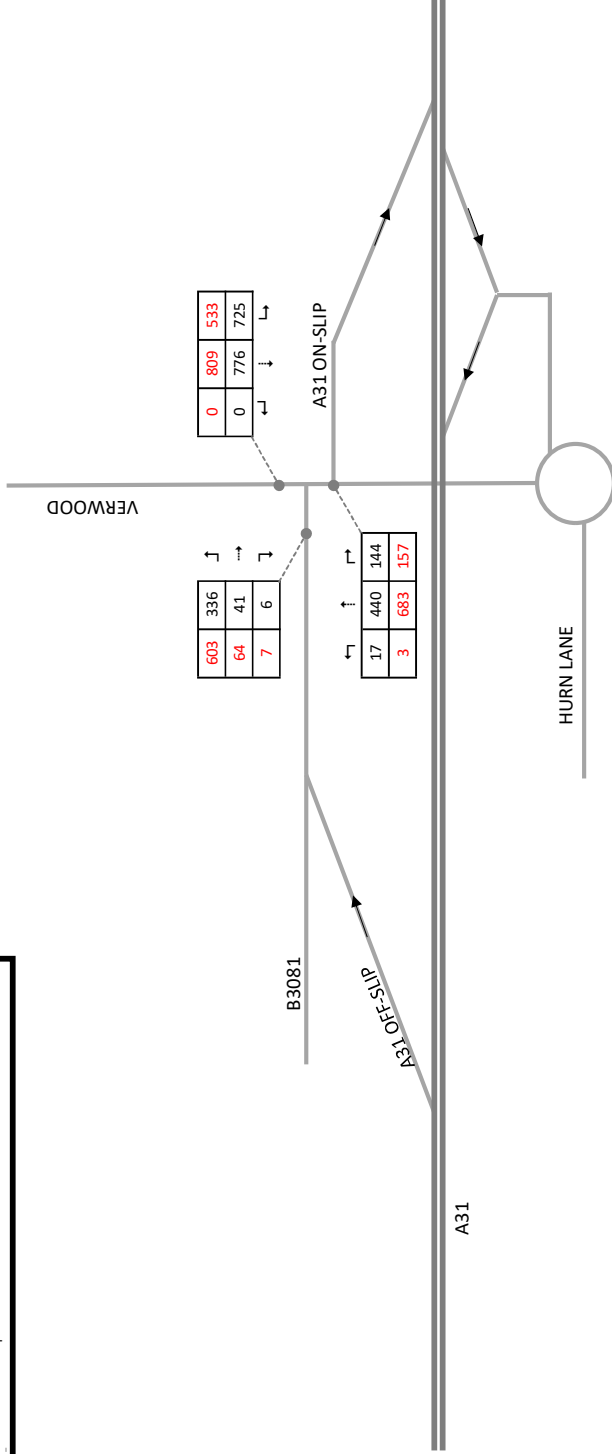 0 809 533
0 776 725
A31 ON-SLIP
VERWOOD
603 336
64 41
7 6
17 440 144
3 683 157
HURN LANE
B3081
A31 OFF-SLIP
A31